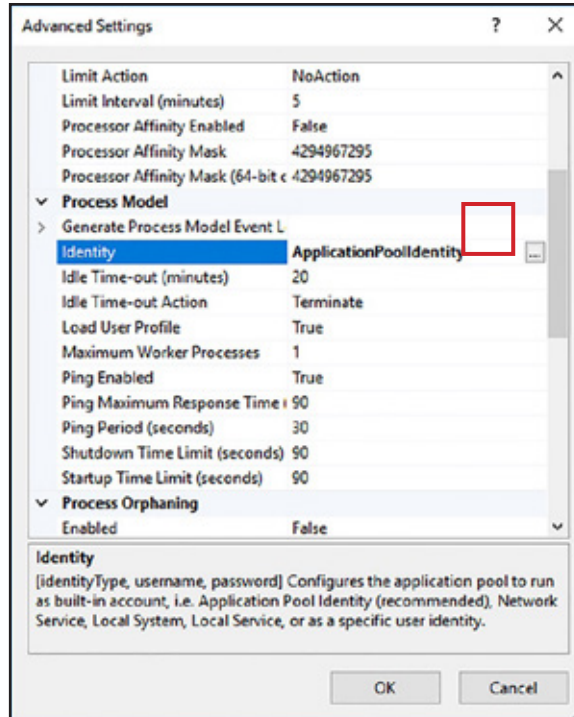 Advanced Settings ? ×
Limit Action NoAction
Limit Interval (minutes) 5
Processor Affinity Enabled False
Processor Affinity Mask 4294967295
Processor Affinity Mask (64-bit c 4294967295
Process Model
Generate Process Model Event L
Identity ApplicationPoolIdentity ...
Idle Time-out (minutes) 20
Idle Time-out Action Terminate
Load User Profile True
Maximum Worker Processes 1
Ping Enabled True
Ping Maximum Response Time ( 90
Ping Period (seconds) 30
Shutdown Time Limit (seconds) 90
Startup Time Limit (seconds) 90
Process Orphaning
Enabled False
Identity
[identityType, username, password] Configures the application pool to run
as built-in account, i.e. Application Pool Identity (recommended), Network
Service, Local System, Local Service, or as a specific user identity.
OK Cancel